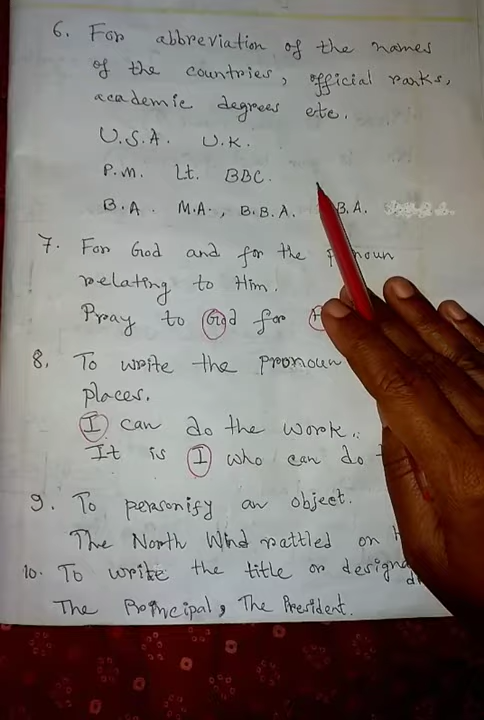 6. For abbreviation of the names
of the countries, official ranks,
academic degrees etc.
U.S.A. U.K.
P.M. Lt. BBC.
B.A. M.A., B.B.A. B.A.
7. For God and for the pronoun
relating to Him.
Pray to God for
8. To write the pronoun
places.
I can do the work.
It is I who can do
9. To personify an object.
The North Wind rattled on
10. To write the title or
The Principal, The President.